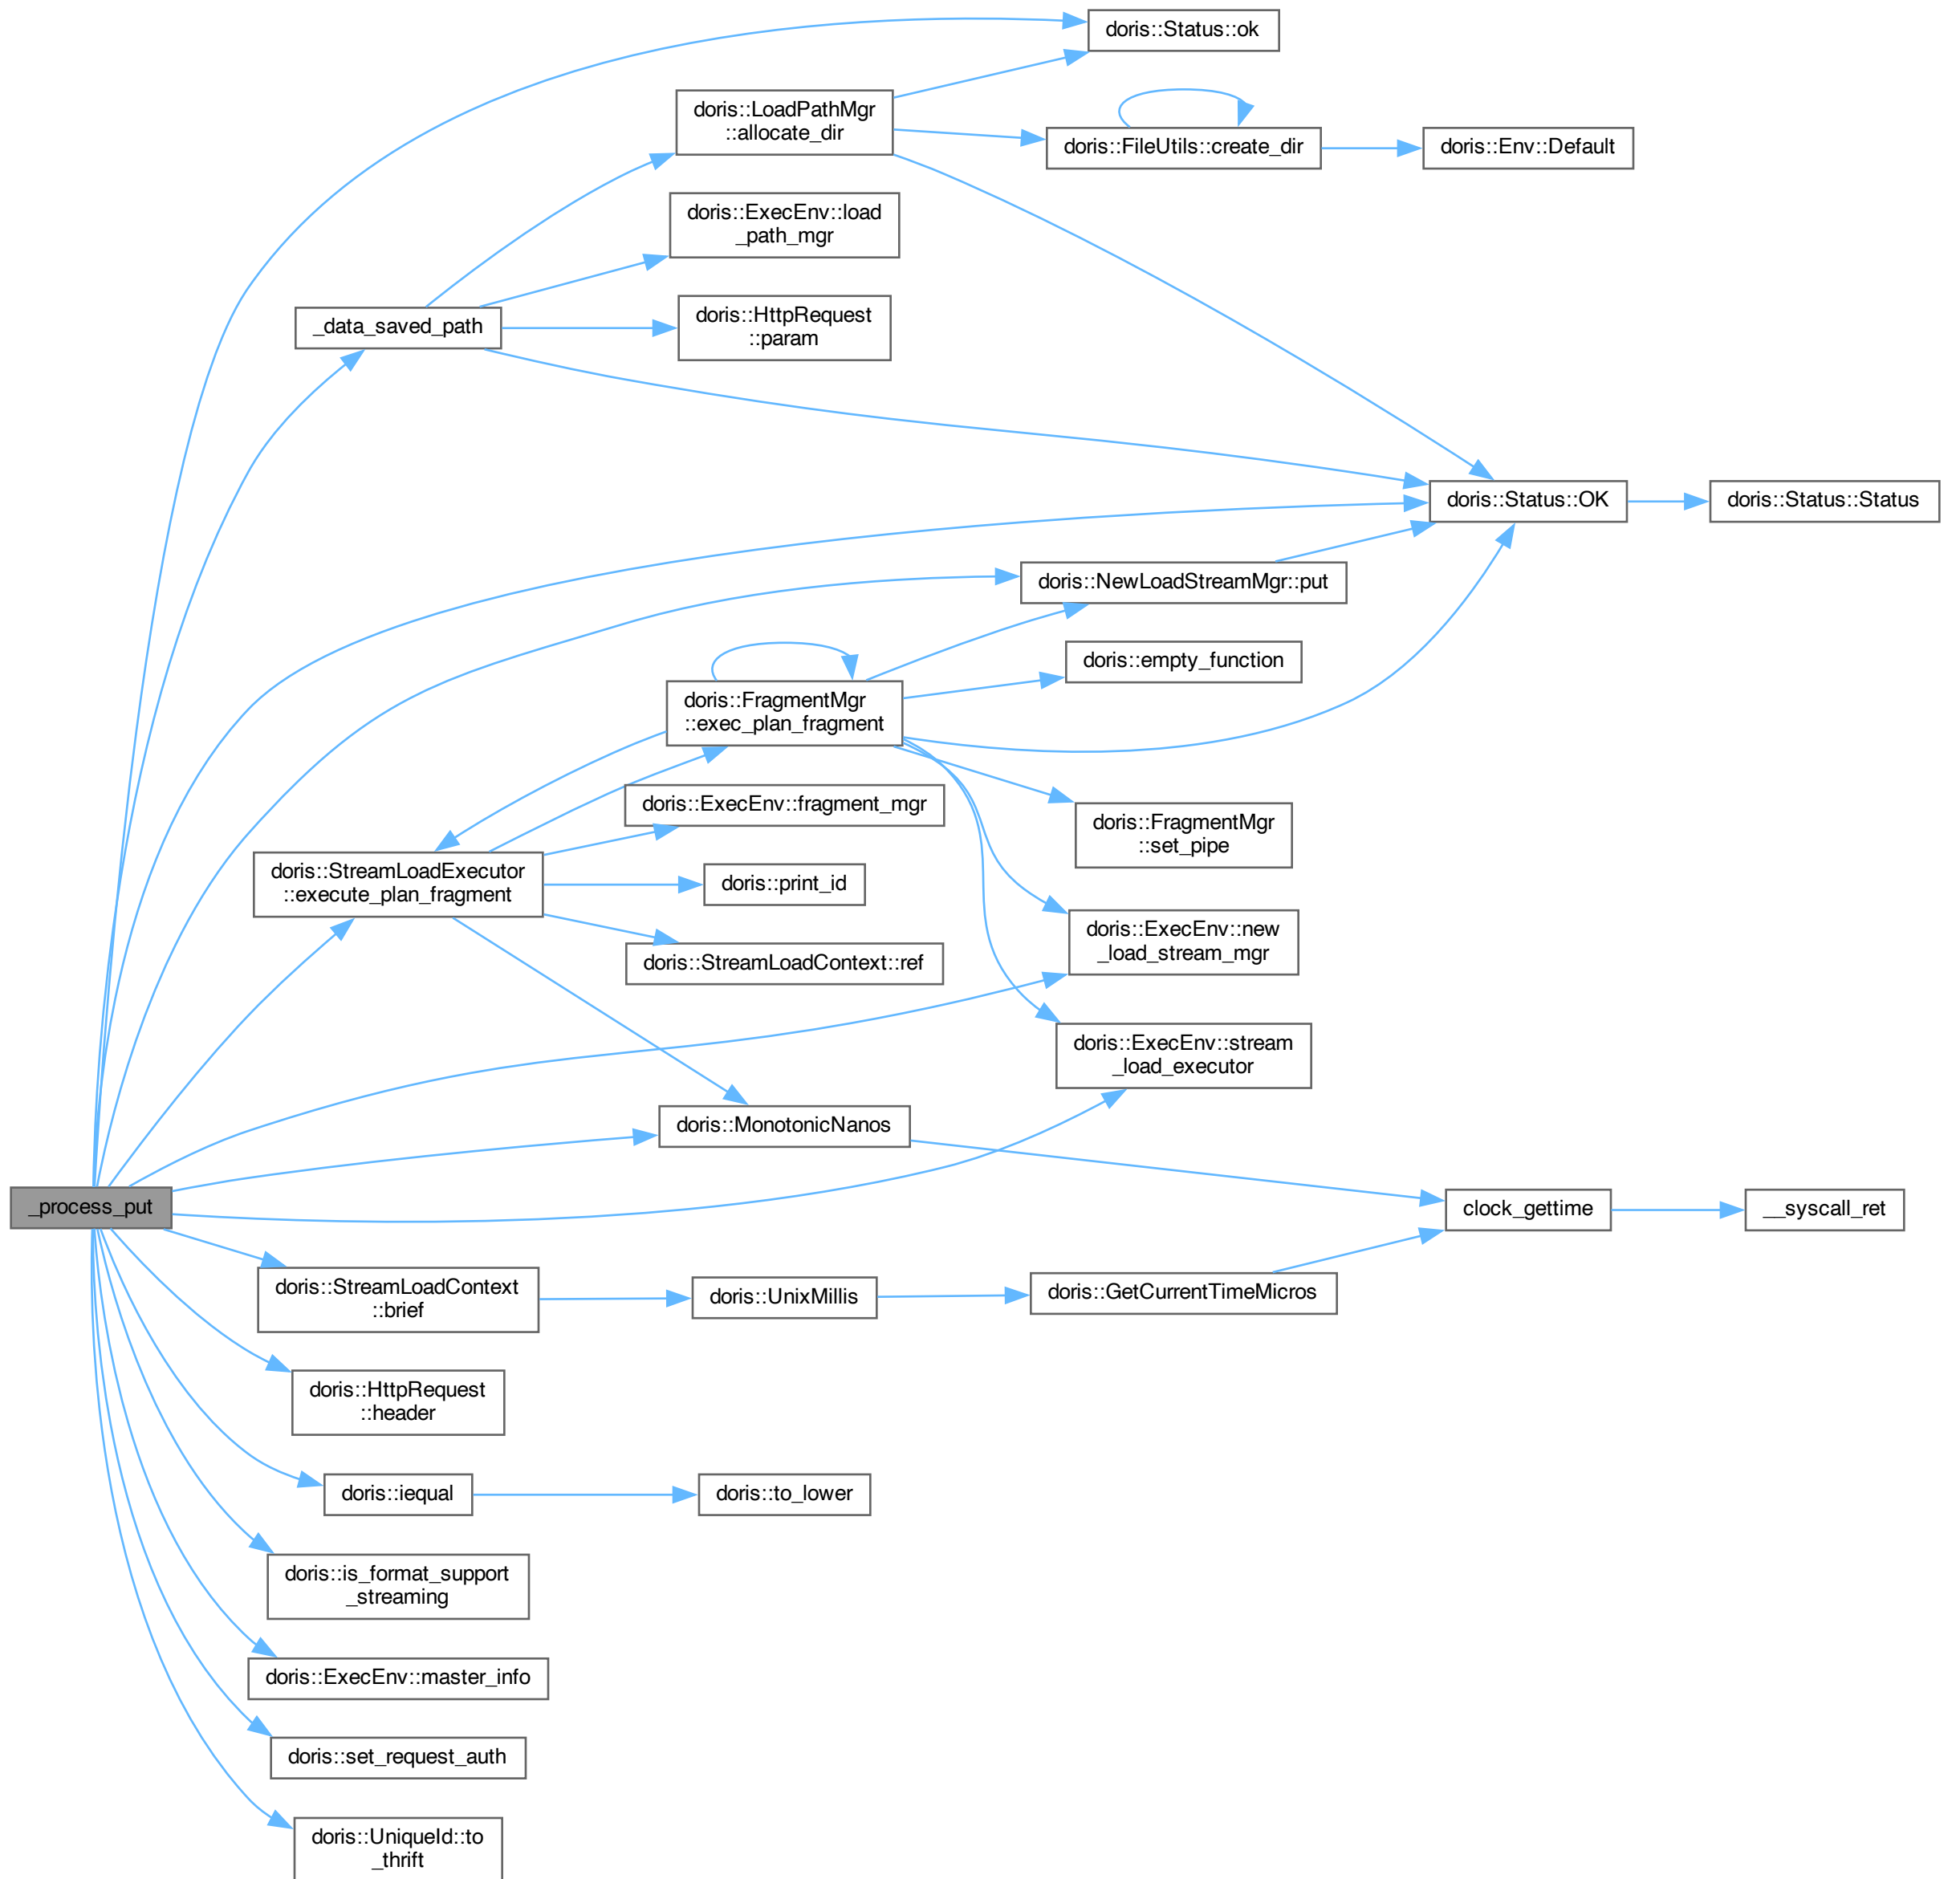 doris::Status::ok
doris::LoadPathMgr
::allocate_dir
doris::FileUtils::create_dir
doris::Env::Default
doris::ExecEnv::load
_path_mgr
_data_saved_path
doris::HttpRequest
::param
doris::Status::OK
doris::Status::Status
doris::NewLoadStreamMgr::put
doris::empty_function
doris::FragmentMgr
::exec_plan_fragment
doris::ExecEnv::fragment_mgr
doris::FragmentMgr
::set_pipe
doris::StreamLoadExecutor
::execute_plan_fragment
doris::print_id
doris::ExecEnv::new
_load_stream_mgr
doris::StreamLoadContext::ref
doris::ExecEnv::stream
_load_executor
doris::MonotonicNanos
_process_put
clock_gettime
__syscall_ret
doris::StreamLoadContext
::brief
doris::UnixMillis
doris::GetCurrentTimeMicros
doris::HttpRequest
::header
doris::iequal
doris::to_lower
doris::is_format_support
_streaming
doris::ExecEnv::master_info
doris::set_request_auth
doris::UniqueId::to
_thrift